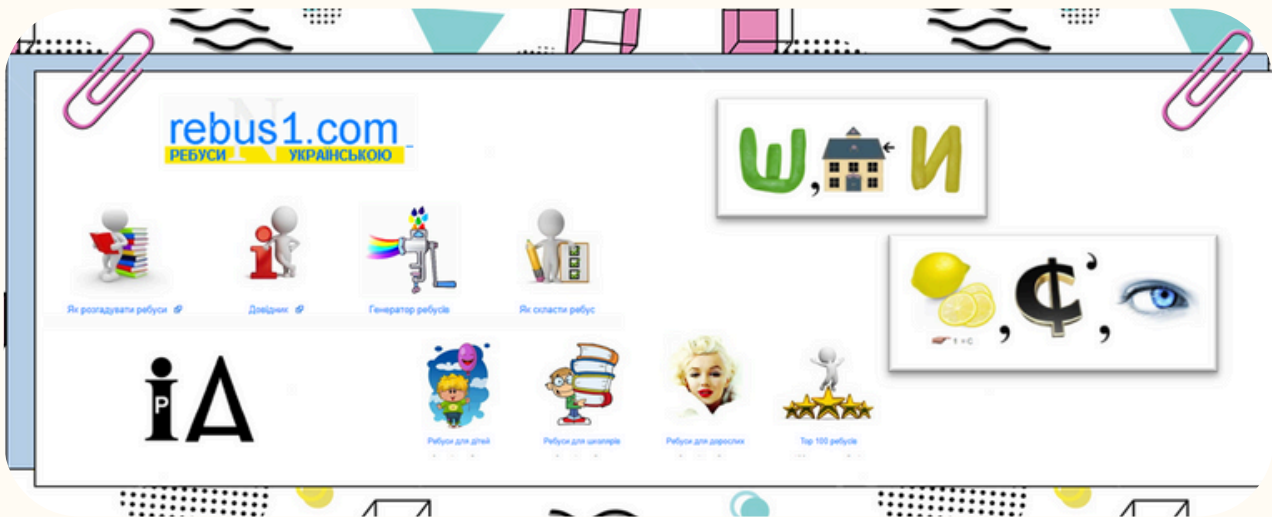 rebus1.com
РЕБУСИ N УКРАЇНСЬКОЮ
Ш , И
Як розгадувати ребуси
Довідник
Генератор ребусів
Як скласти ребус
, ¢ ’ ,
1 = С
і Р А
Ребуси для дітей
Ребуси для школярів
Ребуси для дорослих
Top 100 ребусів